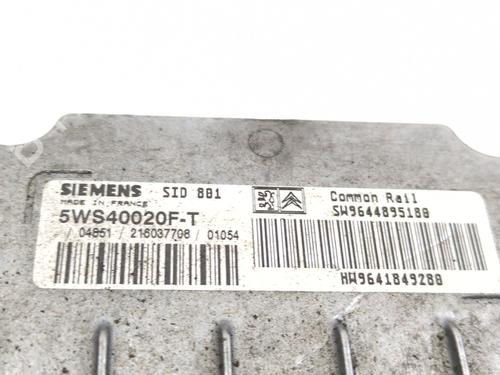 SIEMENS SID 801
MADE IN FRANCE
5WS40020F-T
/ 04851 / 216037708 / 01054
Common Rail
SW9644895180
HW9641849280